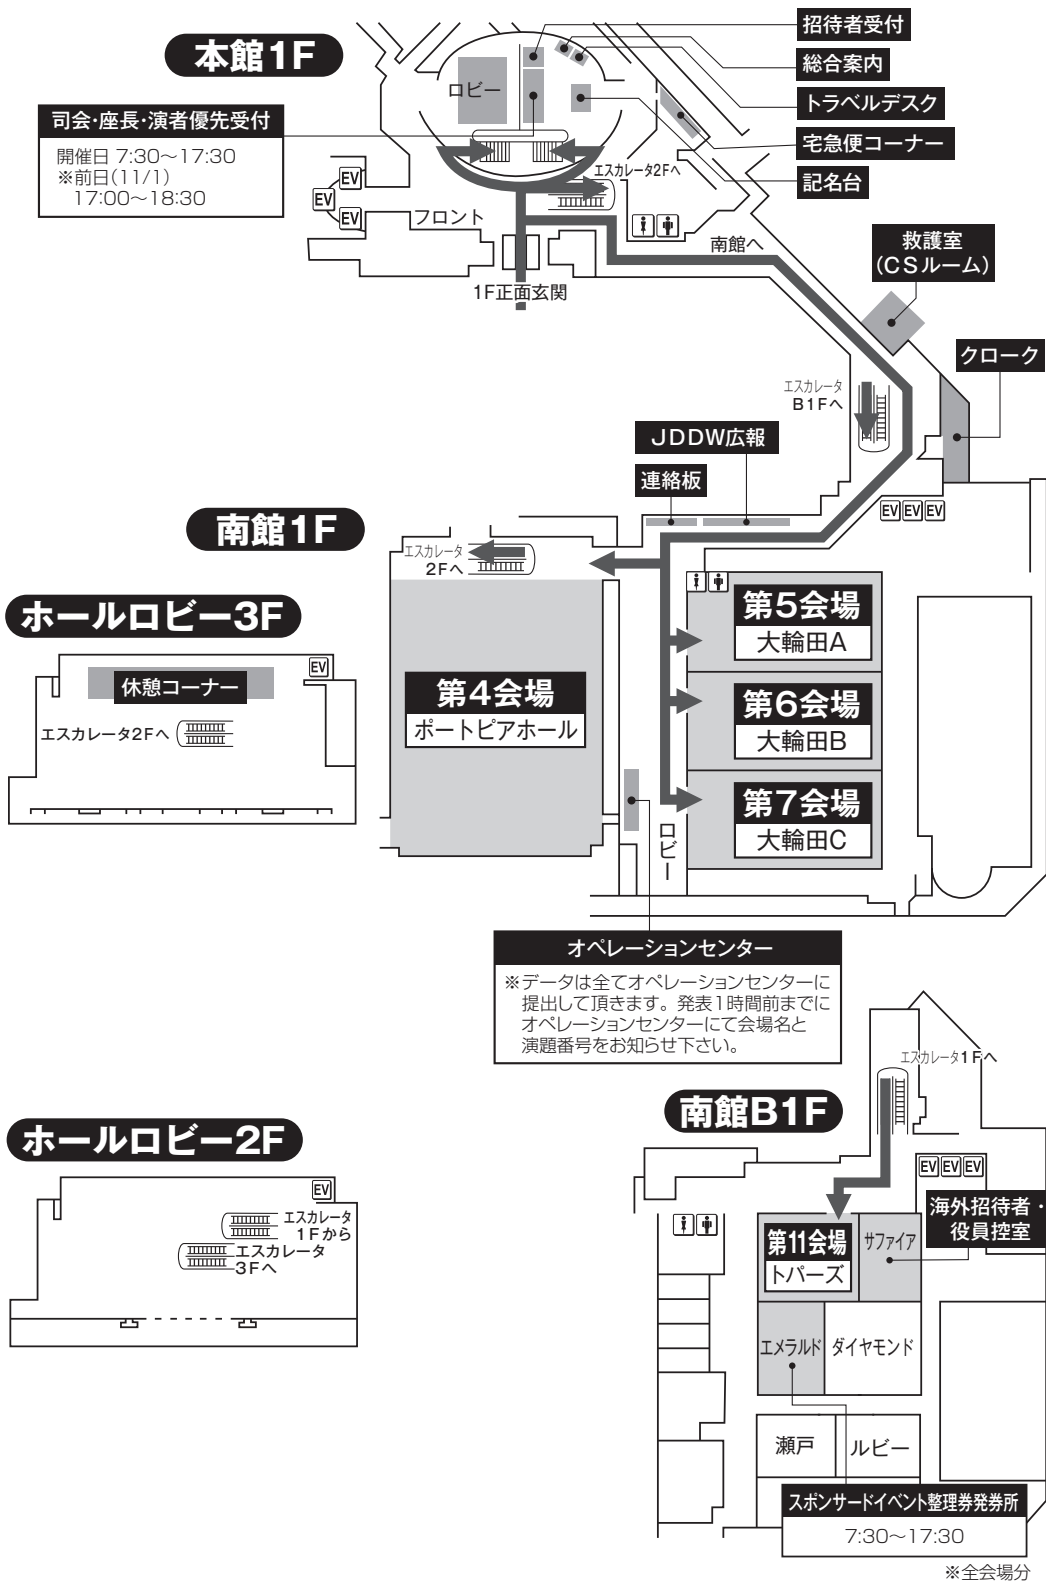 本館1F
招待者受付
総合案内
トラベルデスク
宅急便コーナー
記名台
ロビー
司会・座長・演者優先受付
開催日 7:30～17:30
※前日(11/1)
17:00～18:30
EV
EV
EV
エスカレータ2Fへ
フロント
南館へ
1F正面玄関
救護室
(CSルーム)
クローク
エスカレータ
B1Fへ
JDDW広報
連絡板
EV EV EV
南館1F
エスカレータ
2Fへ
第5会場
大輪田A
第6会場
大輪田B
第7会場
大輪田C
第4会場
ポートピアホール
ロビー
ホールロビー3F
EV
休憩コーナー
エスカレータ2Fへ
オペレーションセンター
※データは全てオペレーションセンターに
提出して頂きます。発表1時間前までに
オペレーションセンターにて会場名と
演題番号をお知らせ下さい。
ホールロビー2F
EV
エスカレータ
1Fから
エスカレータ
3Fへ
南館B1F
エスカレータ1Fへ
EV EV EV
海外招待者・
役員控室
第11会場
トパーズ
サファイア
エメラルド
ダイヤモンド
瀬戸
ルビー
スポンサードイベント整理券発券所
7:30～17:30
※全会場分